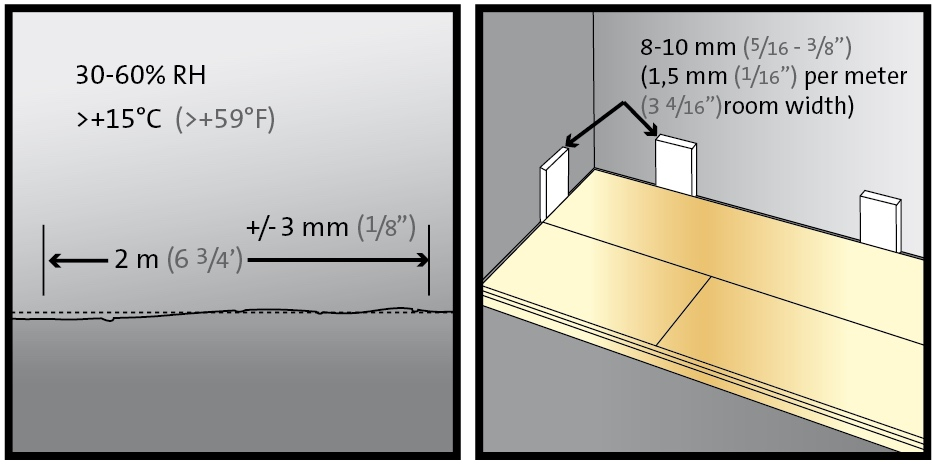 30-60% RH
>+15°C (>+59°F)
+/- 3 mm (1/8”)
2 m (6 3/4’)
8-10 mm (5/16 - 3/8”)
(1,5 mm (1/16”) per meter
(3 4/16”)room width)